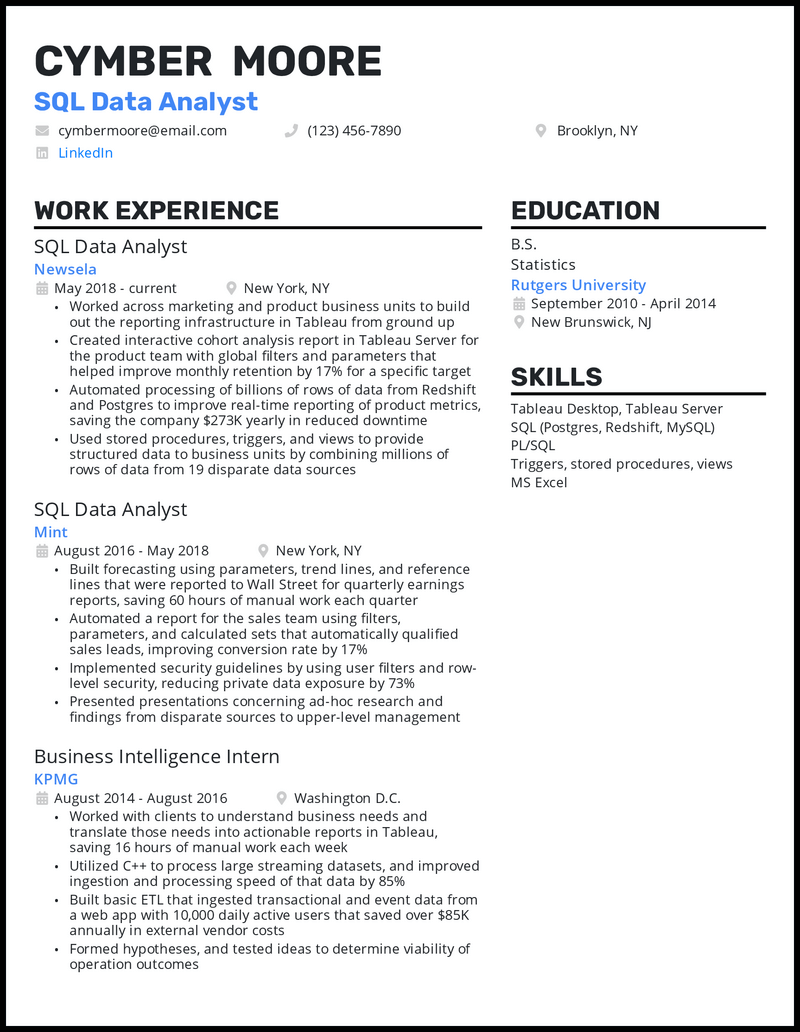 CYMBER MOORE
SQL Data Analyst
cymbermoore@email.com
(123) 456-7890
Brooklyn, NY
LinkedIn
WORK EXPERIENCE
SQL Data Analyst
Newsela
May 2018 - current
New York, NY
• Worked across marketing and product business units to build
out the reporting infrastructure in Tableau from ground up
• Created interactive cohort analysis report in Tableau Server for
the product team with global filters and parameters that
helped improve monthly retention by 17% for a specific target
• Automated processing of billions of rows of data from Redshift
and Postgres to improve real-time reporting of product metrics,
saving the company $273K yearly in reduced downtime
• Used stored procedures, triggers, and views to provide
structured data to business units by combining millions of
rows of data from 19 disparate data sources
SQL Data Analyst
Mint
August 2016 - May 2018
New York, NY
• Built forecasting using parameters, trend lines, and reference
lines that were reported to Wall Street for quarterly earnings
reports, saving 60 hours of manual work each quarter
• Automated a report for the sales team using filters,
parameters, and calculated sets that automatically qualified
sales leads, improving conversion rate by 17%
• Implemented security guidelines by using user filters and row-
level security, reducing private data exposure by 73%
• Presented presentations concerning ad-hoc research and
findings from disparate sources to upper-level management
Business Intelligence Intern
KPMG
August 2014 - August 2016
Washington D.C.
• Worked with clients to understand business needs and
translate those needs into actionable reports in Tableau,
saving 16 hours of manual work each week
• Utilized C++ to process large streaming datasets, and improved
ingestion and processing speed of that data by 85%
• Built basic ETL that ingested transactional and event data from
a web app with 10,000 daily active users that saved over $85K
annually in external vendor costs
• Formed hypotheses, and tested ideas to determine viability of
operation outcomes
EDUCATION
B.S.
Statistics
Rutgers University
September 2010 - April 2014
New Brunswick, NJ
SKILLS
Tableau Desktop, Tableau Server
SQL (Postgres, Redshift, MySQL)
PL/SQL
Triggers, stored procedures, views
MS Excel